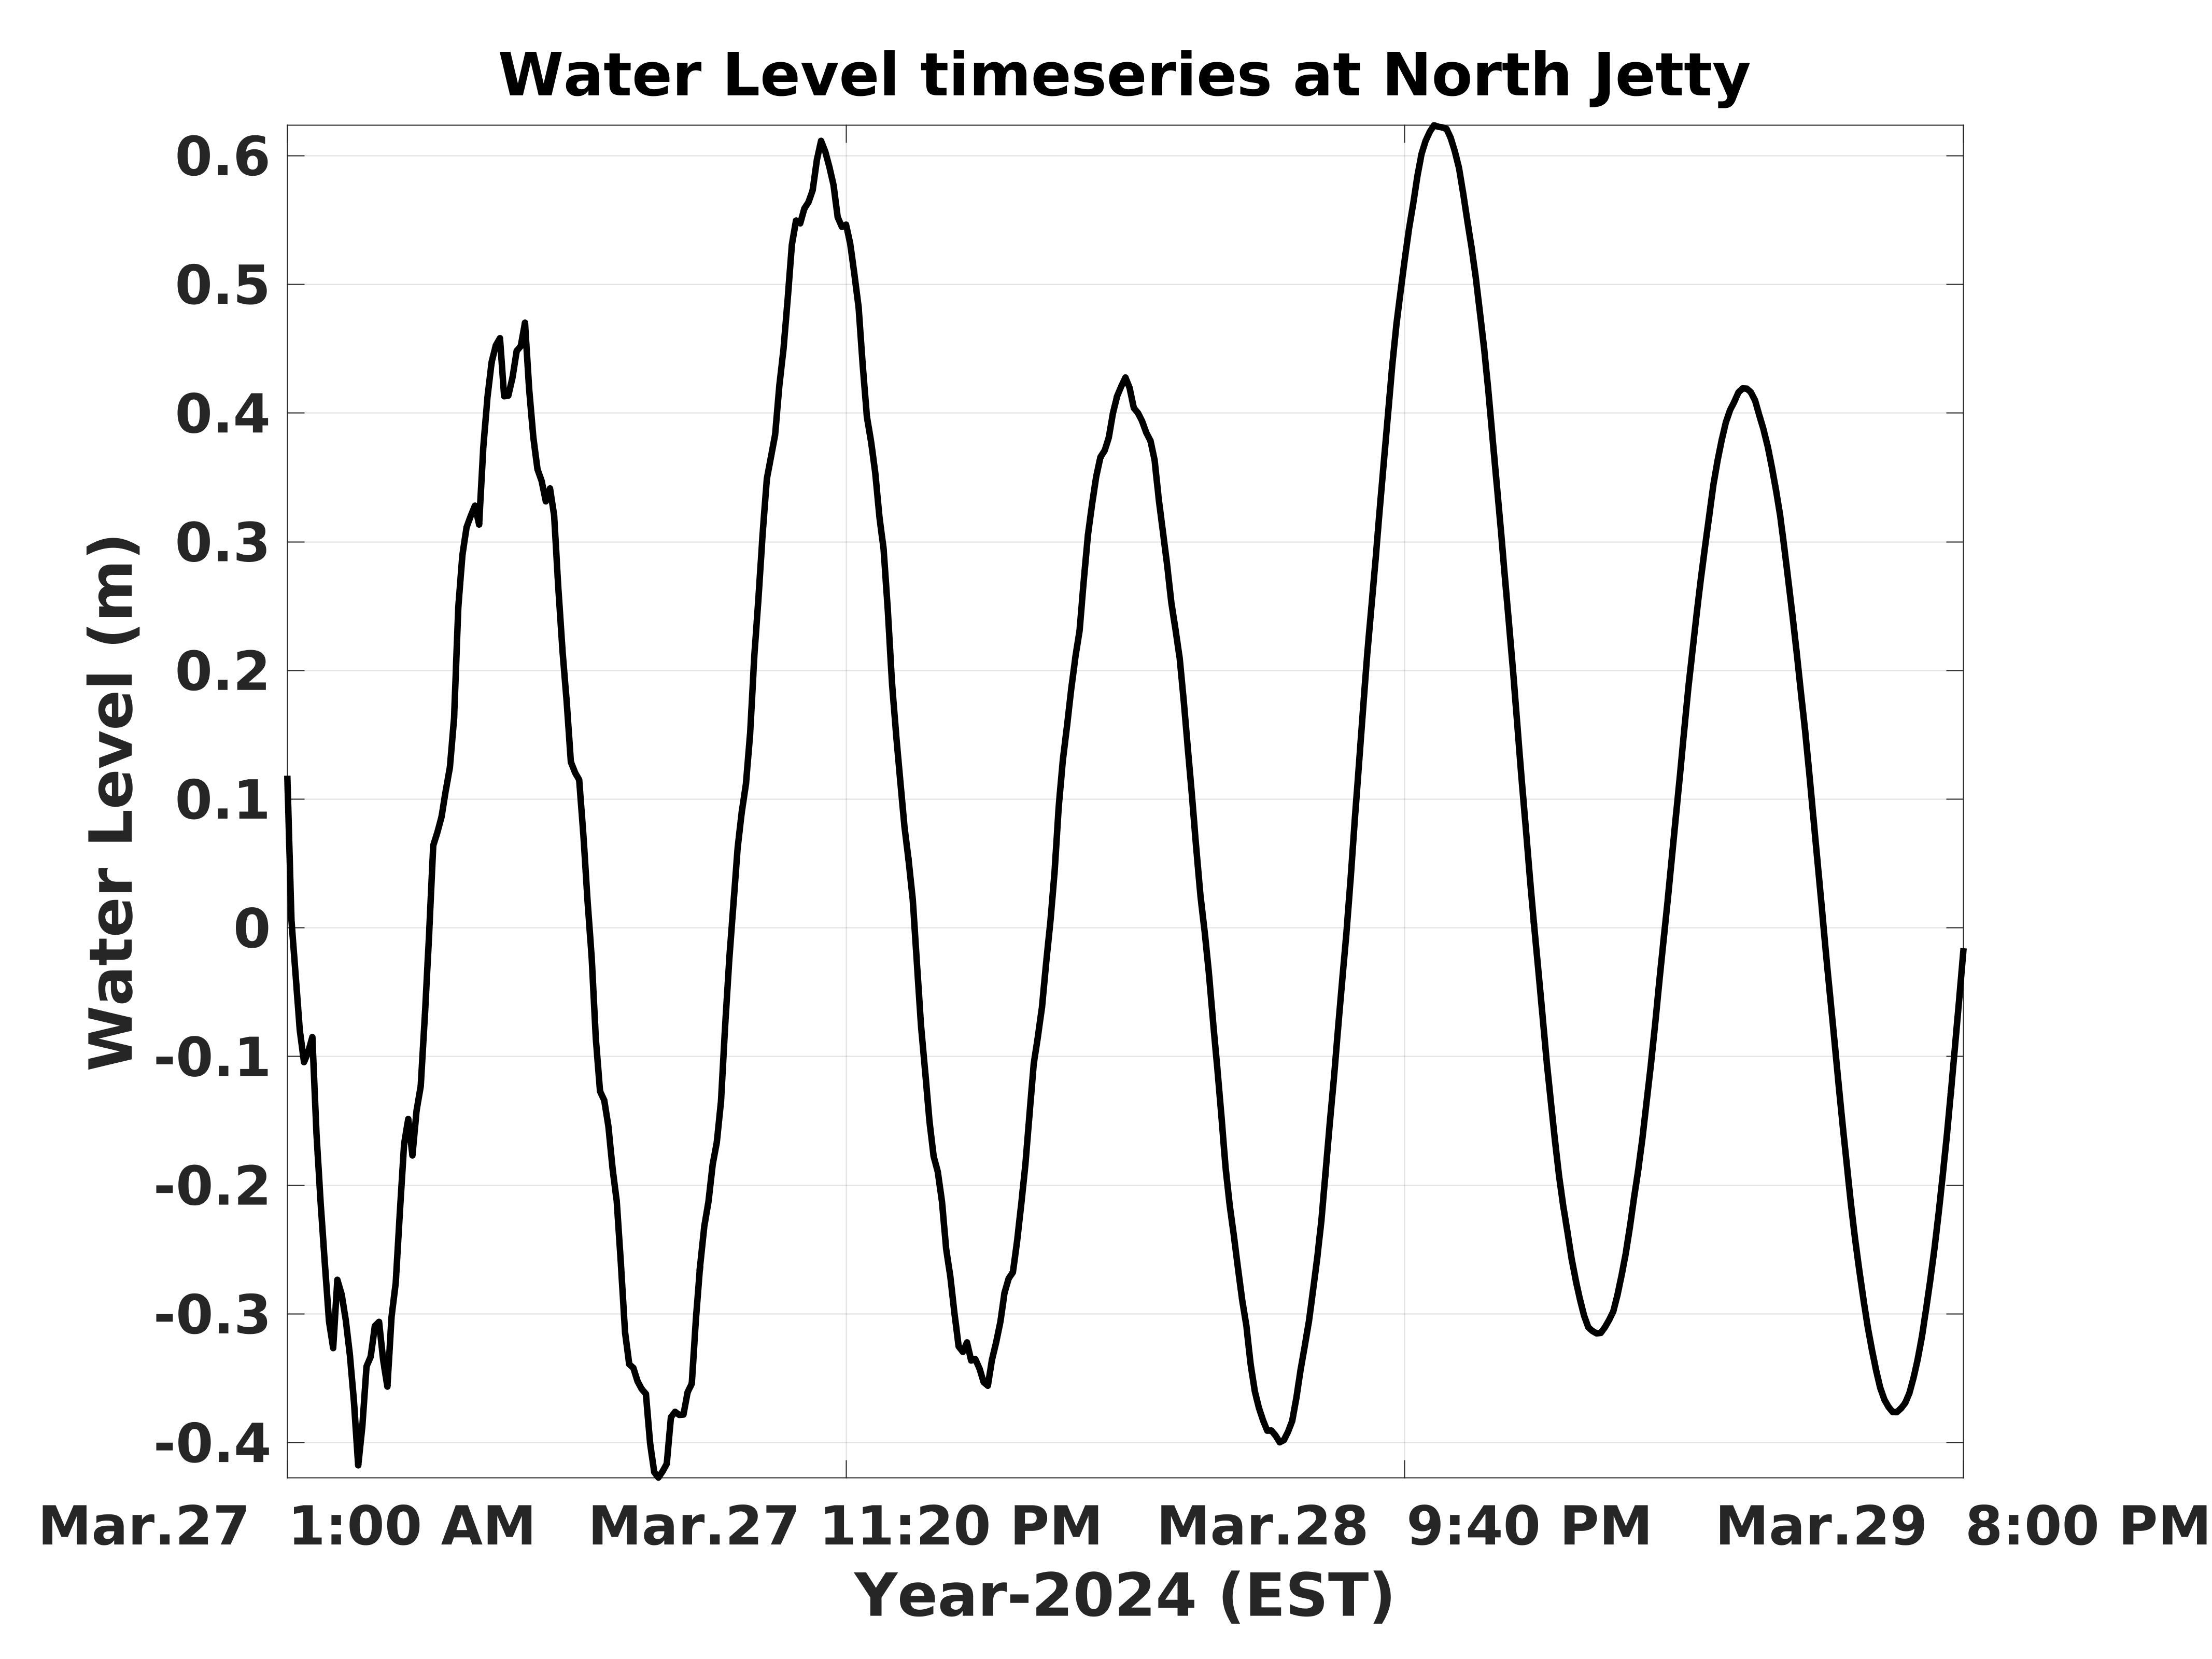 Water Level timeseries at North Jetty
0.6
0.5
0.4
0.3
0.2
0.1
0
-0.1
-0.2
-0.3
-0.4
Water Level (m)
Mar.27 1:00 AM Mar.27 11:20 PM Mar.28 9:40 PM Mar.29 8:00 PM
Year-2024 (EST)